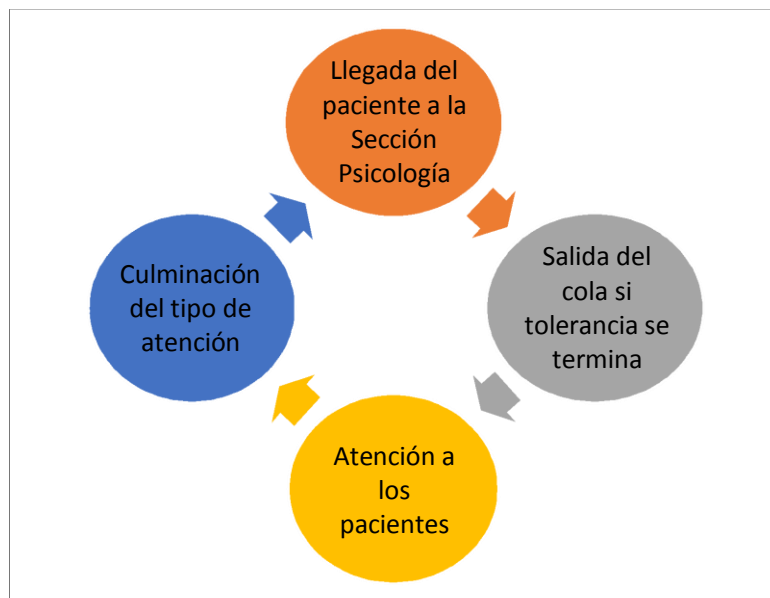 Llegada del
paciente a la
Sección
Psicología
Salida del
cola si
tolerancia se
termina
Atención a
los
pacientes
Culminación
del tipo de
atención